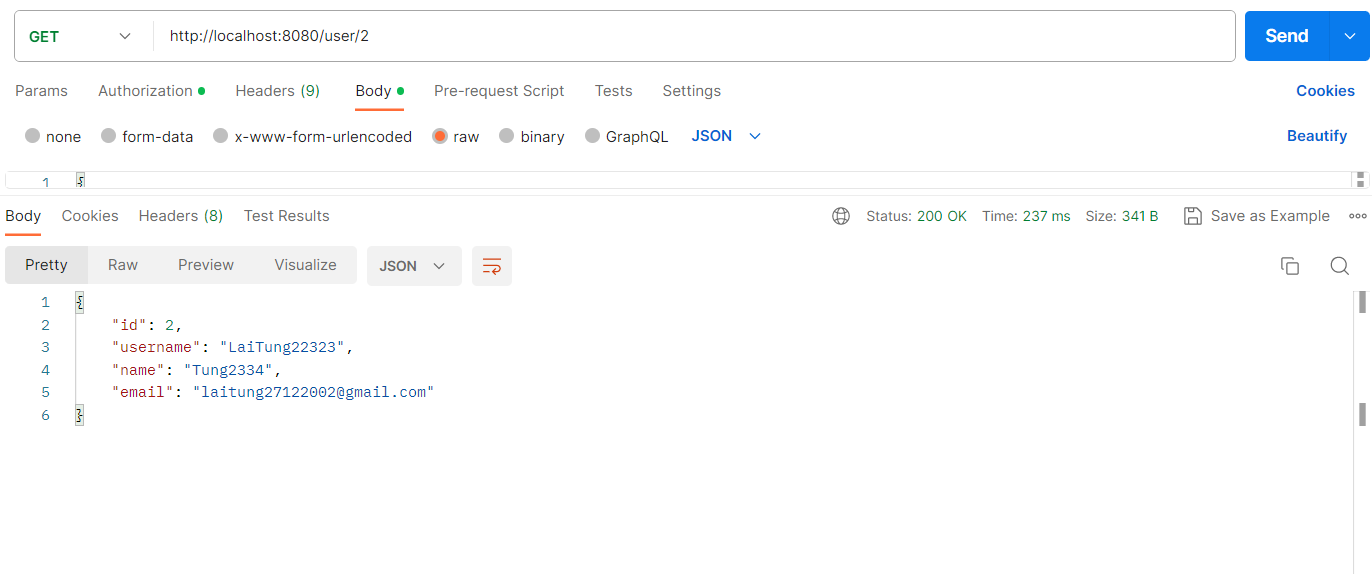 GET http://localhost:8080/user/2 Send
Params Authorization Headers (9) Body Pre-request Script Tests Settings Cookies
none form-data x-www-form-urlencoded raw binary GraphQL JSON Beautify
1 {
Body Cookies Headers (8) Test Results Status: 200 OK Time: 237 ms Size: 341 B Save as Example
Pretty Raw Preview Visualize JSON
1 {
2 "id": 2,
3 "username": "LaiTung22323",
4 "name": "Tung2334",
5 "email": "laitung27122002@gmail.com"
6 }